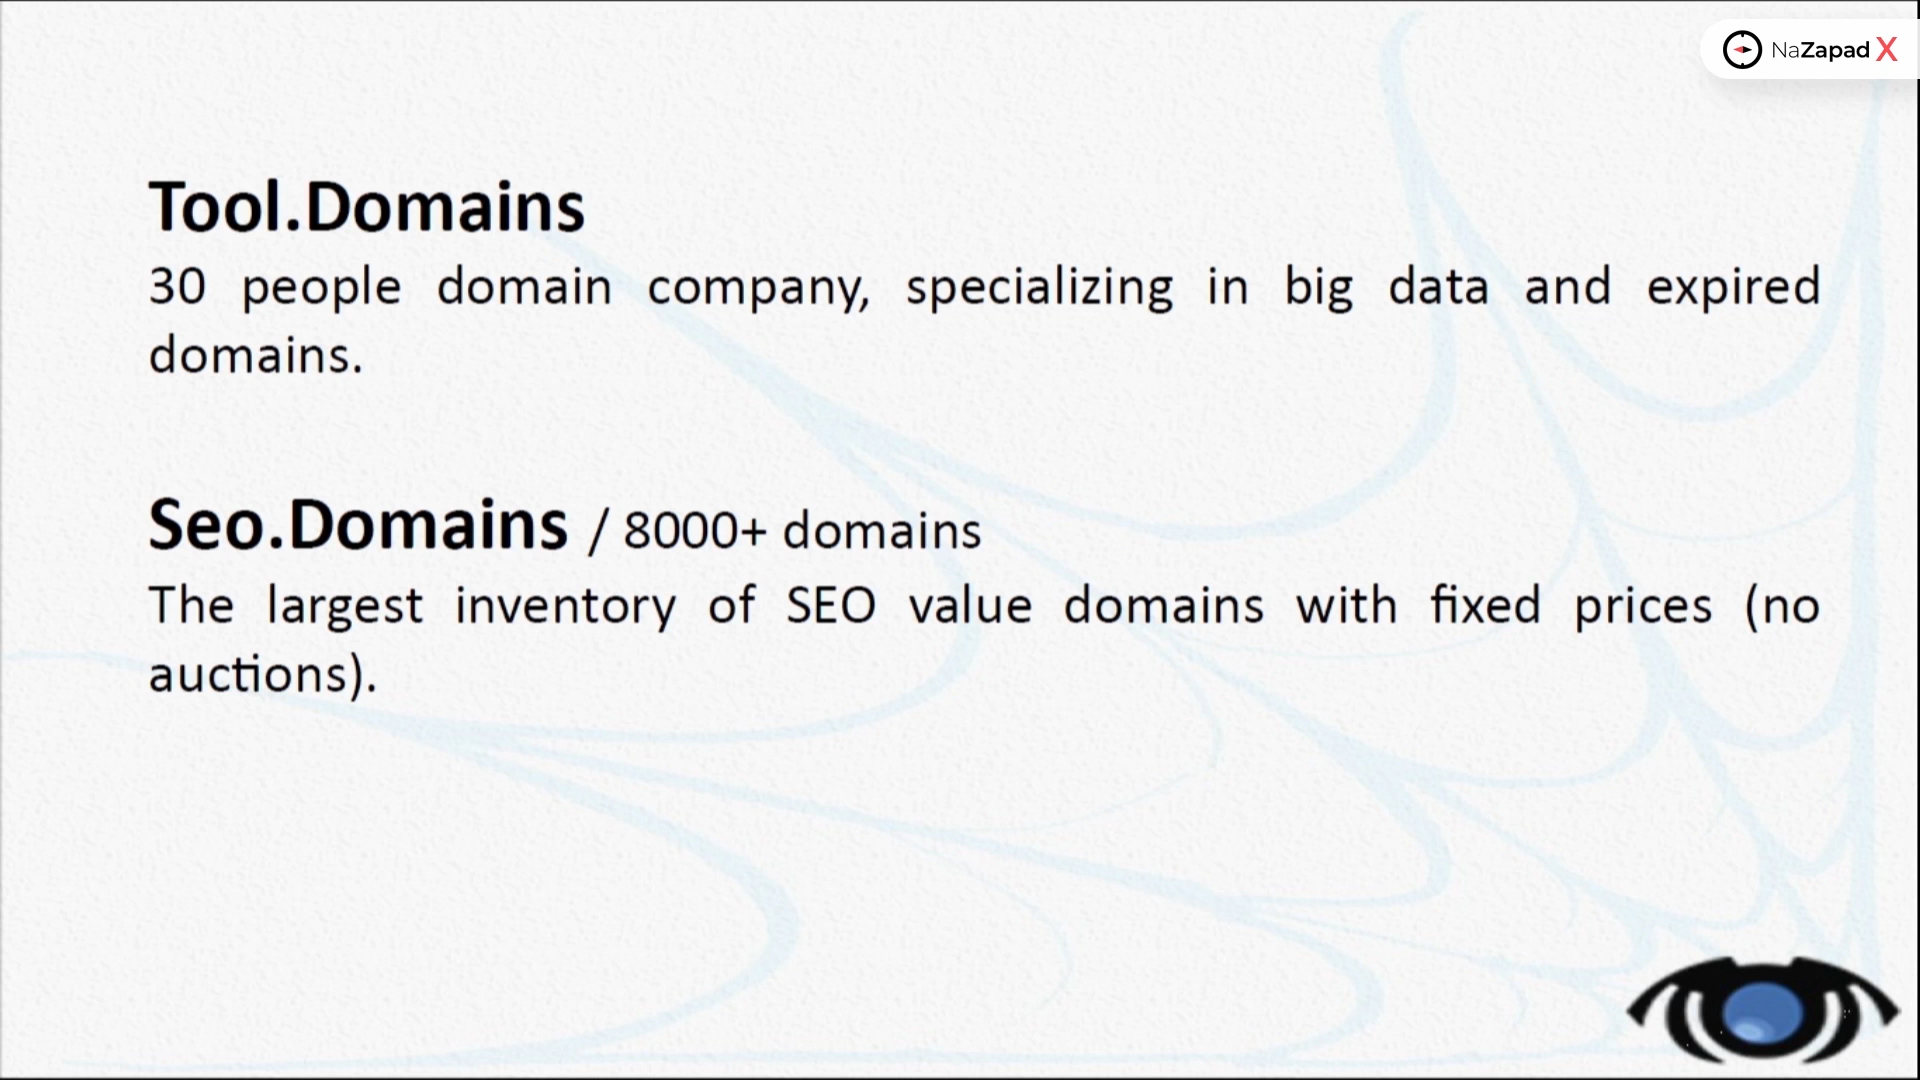 NaZapad X
Tool.Domains
30 people domain company, specializing in big data and expired
domains.
Seo.Domains / 8000+ domains
The largest inventory of SEO value domains with fixed prices (no
auctions).